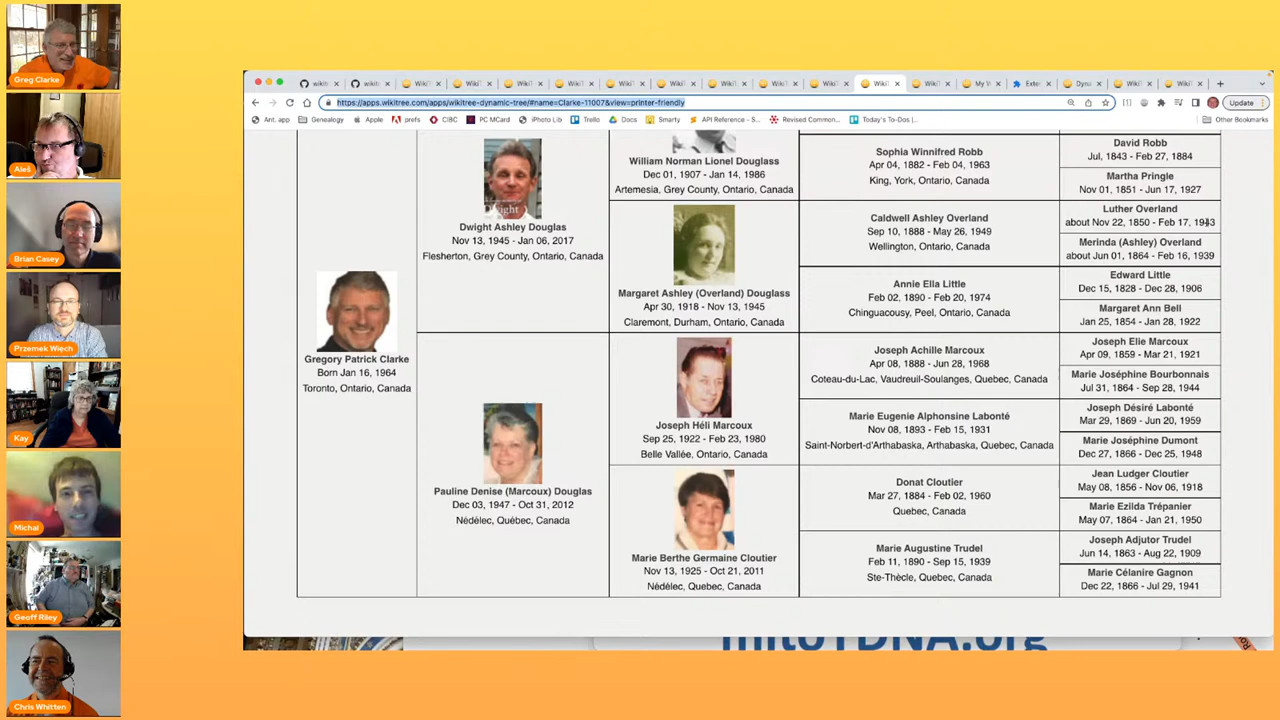 Greg Clarke
Aleš
Brian Casey
Przemek Więch
Kay
Michal
Geoff Riley
Chris Whitten
https://apps.wikitree.com/apps/wikitree-dynamic-tree/#name=Clarke-11007&view=printer-friendly
Update
Ant. app
Genealogy
Apple
prefs
CIBC
PC MCard
iPhoto Lib
Trello
Docs
Smarty
API Reference - S...
Revised Common...
Today's To-Dos |...
Other Bookmarks
Gregory Patrick Clarke
Born Jan 16, 1964
Toronto, Ontario, Canada
Dwight
Dwight Ashley Douglas
Nov 13, 1945 - Jan 06, 2017
Flesherton, Grey County, Ontario, Canada
Pauline Denise (Marcoux) Douglas
Dec 03, 1947 - Oct 31, 2012
Nédélec, Québec, Canada
William Norman Lionel Douglass
Dec 01, 1907 - Jan 14, 1986
Artemesia, Grey County, Ontario, Canada
Margaret Ashley (Overland) Douglass
Apr 30, 1918 - Nov 13, 1945
Claremont, Durham, Ontario, Canada
Joseph Héli Marcoux
Sep 25, 1922 - Feb 23, 1980
Belle Vallée, Ontario, Canada
Marie Berthe Germaine Cloutier
Nov 13, 1925 - Oct 21, 2011
Nédélec, Quebec, Canada
Sophia Winnifred Robb
Apr 04, 1882 - Feb 04, 1963
King, York, Ontario, Canada
Caldwell Ashley Overland
Sep 10, 1888 - May 26, 1949
Wellington, Ontario, Canada
Annie Ella Little
Feb 02, 1890 - Feb 20, 1974
Chinguacousy, Peel, Ontario, Canada
Joseph Achille Marcoux
Apr 08, 1888 - Jun 28, 1968
Coteau-du-Lac, Vaudreuil-Soulanges, Quebec, Canada
Marie Eugenie Alphonsine Labonté
Nov 08, 1893 - Feb 15, 1931
Saint-Norbert-d'Arthabaska, Arthabaska, Quebec, Canada
Donat Cloutier
Mar 27, 1884 - Feb 02, 1960
Quebec, Canada
Marie Augustine Trudel
Feb 11, 1890 - Sep 15, 1939
Ste-Thècle, Quebec, Canada
David Robb
Jul, 1843 - Feb 27, 1884
Martha Pringle
Nov 01, 1851 - Jun 17, 1927
Luther Overland
about Nov 22, 1850 - Feb 17, 1943
Merinda (Ashley) Overland
about Jun 01, 1864 - Feb 16, 1939
Edward Little
Dec 15, 1828 - Dec 28, 1906
Margaret Ann Bell
Jan 25, 1854 - Jan 28, 1922
Joseph Elie Marcoux
Apr 09, 1859 - Mar 21, 1921
Marie Joséphine Bourbonnais
Jul 31, 1864 - Sep 28, 1944
Joseph Désiré Labonté
Mar 29, 1869 - Jun 20, 1959
Marie Joséphine Dumont
Dec 27, 1866 - Dec 25, 1948
Jean Ludger Cloutier
May 08, 1856 - Nov 06, 1918
Marie Ezilda Trépanier
May 07, 1864 - Jan 21, 1950
Joseph Adjutor Trudel
Jun 14, 1863 - Aug 22, 1909
Marie Célanire Gagnon
Dec 22, 1866 - Jul 29, 1941
mitoYDNA.org